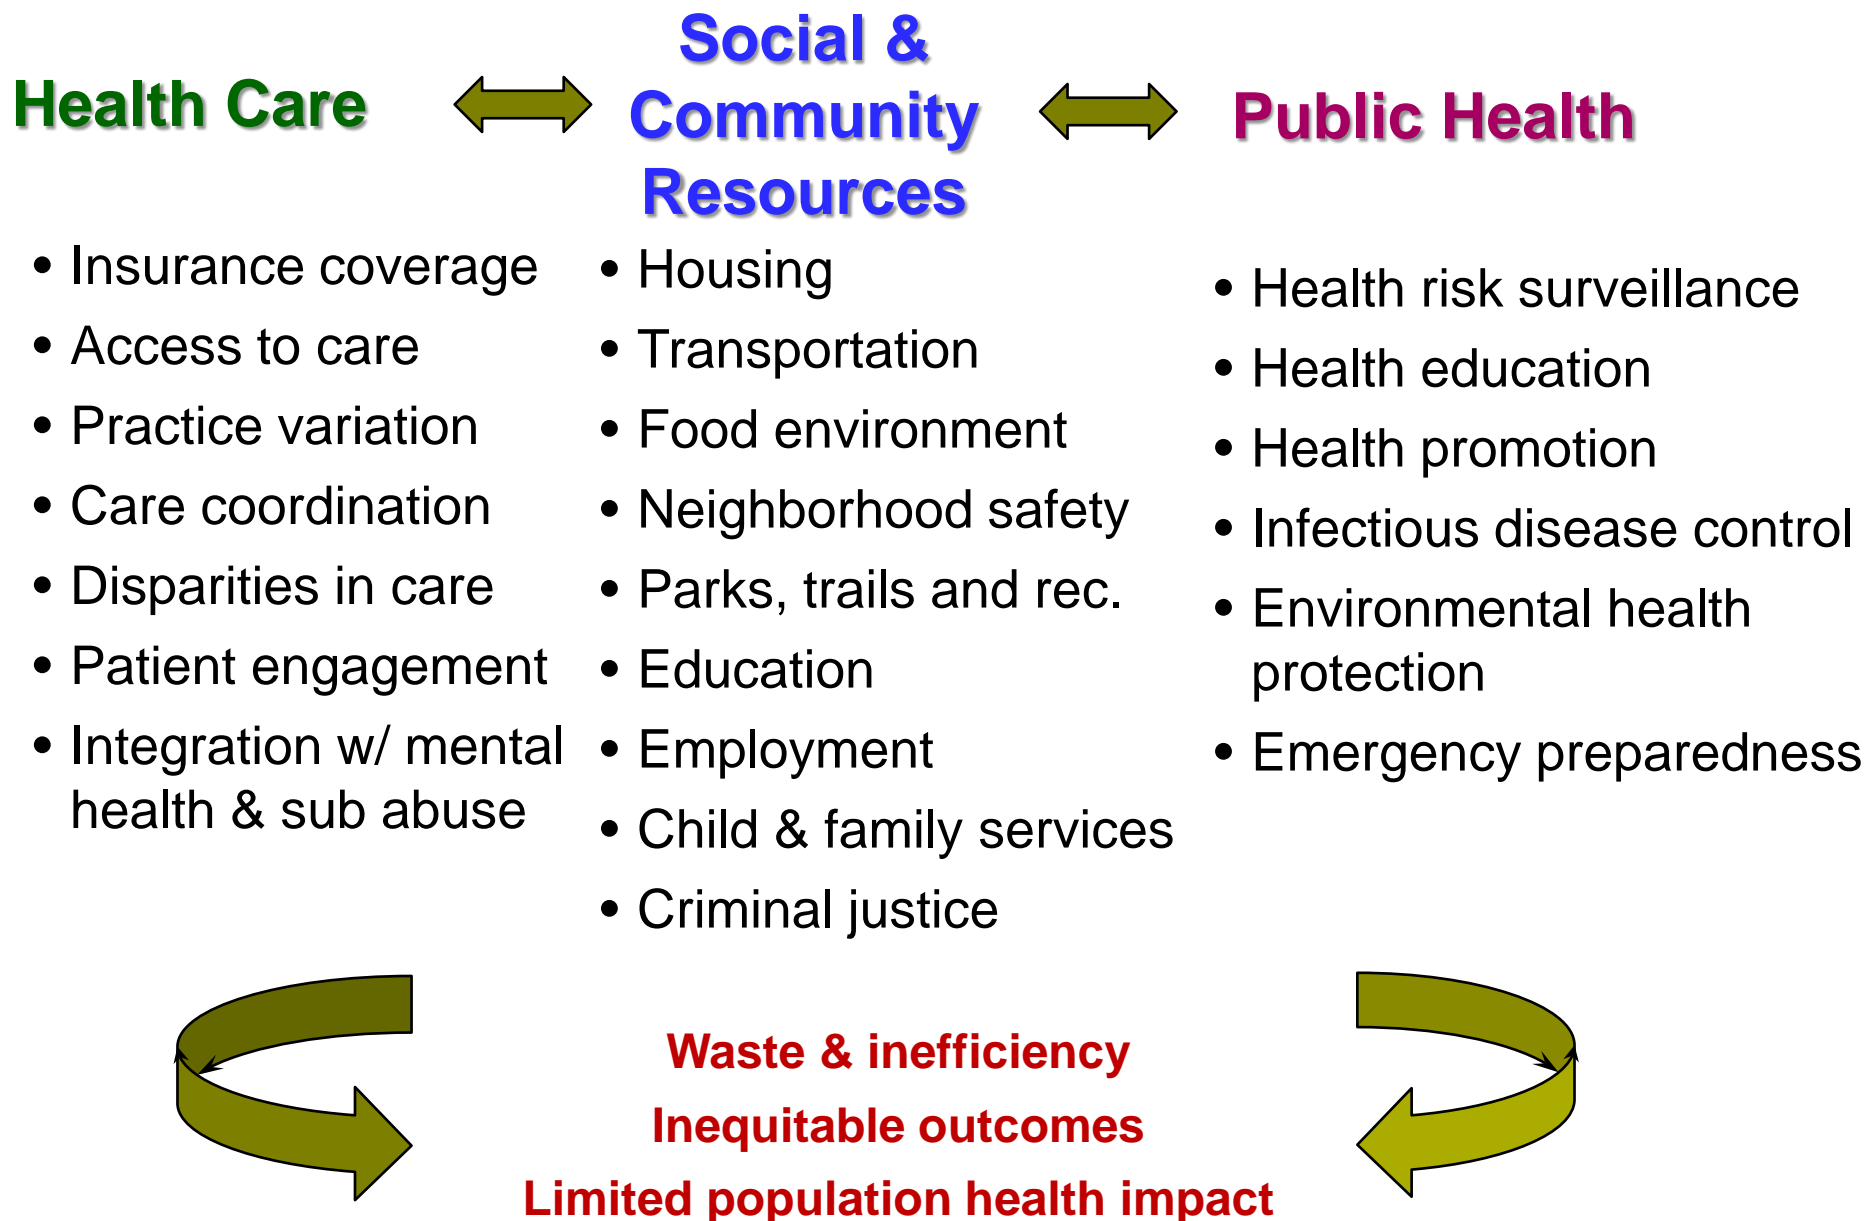 Health Care
Social &
Community
Resources
Public Health
• Insurance coverage
• Access to care
• Practice variation
• Care coordination
• Disparities in care
• Patient engagement
• Integration w/ mental
health & sub abuse
• Housing
• Transportation
• Food environment
• Neighborhood safety
• Parks, trails and rec.
• Education
• Employment
• Child & family services
• Criminal justice
• Health risk surveillance
• Health education
• Health promotion
• Infectious disease control
• Environmental health
protection
• Emergency preparedness
Waste & inefficiency
Inequitable outcomes
Limited population health impact